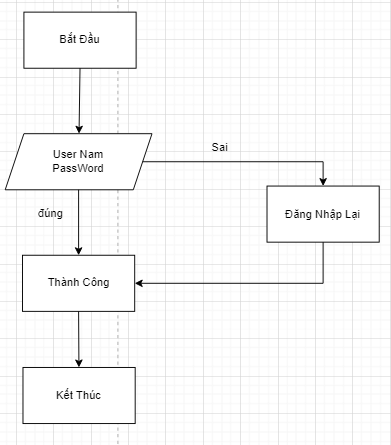 Bắt Đầu
User Nam
PassWord
Sai
đúng
Đăng Nhập Lại
Thành Công
Kết Thúc